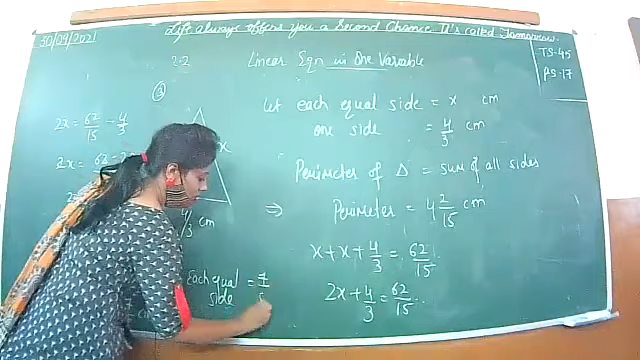 30/09/2021
Life always offers you a Second Chance. It's called Tomorrow.
TS-45
PS-17
2.2 Linear Eqn in One Variable
③
2x = 62/15 - 4/3
2x = 62-20
x
4/3 cm
Each equal side =
let each equal side = x cm
one side = 4/3 cm
Perimeter of Δ = sum of all sides
⇒ Perimeter = 4 2/15 cm
x + x + 4/3 = 62/15
2x + 4/3 = 62/15